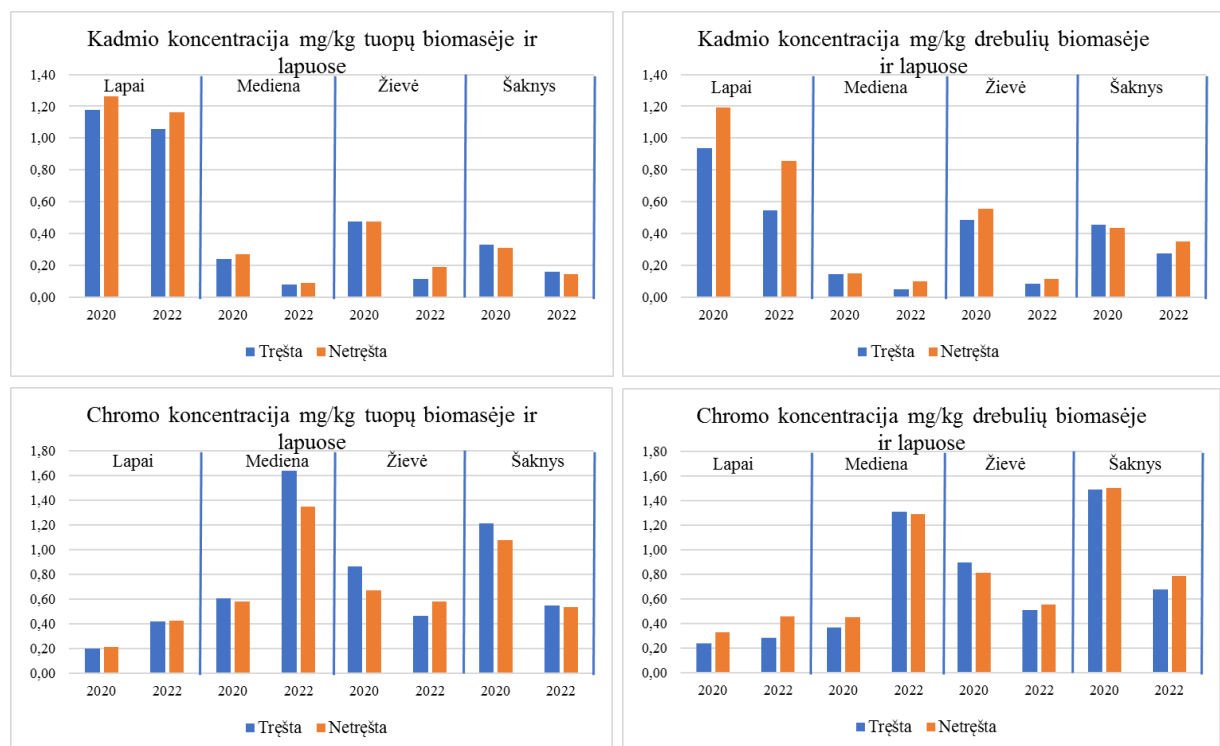 Kadmio koncentracija mg/kg tuopų biomasėje ir
lapuose
1,40
1,20
1,00
0,80
0,60
0,40
0,20
0,00
Lapai
Mediena
Žievė
Šaknys
2020
2022
2020
2022
2020
2022
2020
2022
Tręšta
Netręšta
Kadmio koncentracija mg/kg drebulių biomasėje
ir lapuose
1,40
1,20
1,00
0,80
0,60
0,40
0,20
0,00
Lapai
Mediena
Žievė
Šaknys
2020
2022
2020
2022
2020
2022
2020
2022
Tręšta
Netręšta
Chromo koncentracija mg/kg tuopų biomasėje ir
lapuose
1,80
1,60
1,40
1,20
1,00
0,80
0,60
0,40
0,20
0,00
Lapai
Mediena
Žievė
Šaknys
2020
2022
2020
2022
2020
2022
2020
2022
Tręšta
Netręšta
Chromo koncentracija mg/kg drebulių biomasėje
ir lapuose
1,80
1,60
1,40
1,20
1,00
0,80
0,60
0,40
0,20
0,00
Lapai
Mediena
Žievė
Šaknys
2020
2022
2020
2022
2020
2022
2020
2022
Tręšta
Netręšta